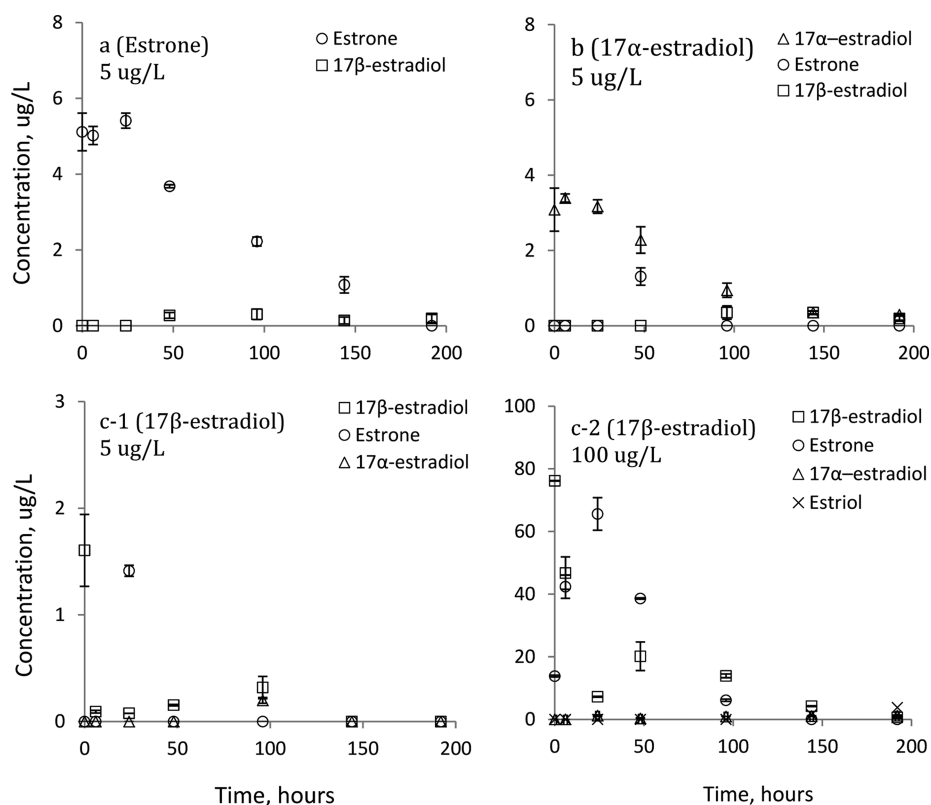 8
6
4
2
0
Concentration, ug/L
a (Estrone)
5 ug/L
Estrone
17β-estradiol
0 50 100 150 200
8
6
4
2
0
b (17α-estradiol)
5 ug/L
17α–estradiol
Estrone
17β-estradiol
0 50 100 150 200
3
2
1
0
Concentration, ug/L
c-1 (17β-estradiol)
5 ug/L
17β-estradiol
Estrone
17α-estradiol
0 50 100 150 200
Time, hours
100
80
60
40
20
0
c-2 (17β-estradiol)
100 ug/L
17β-estradiol
Estrone
17α–estradiol
Estriol
0 50 100 150 200
Time, hours